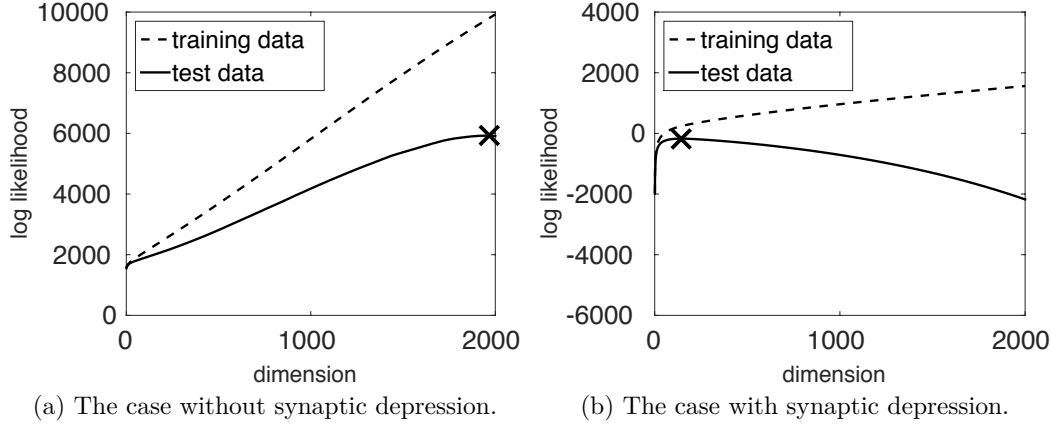 10000
8000
6000
4000
2000
0
log likelihood
training data
test data
0
1000
2000
dimension
(a) The case without synaptic depression.
4000
2000
0
-2000
-4000
-6000
log likelihood
training data
test data
0
1000
2000
dimension
(b) The case with synaptic depression.